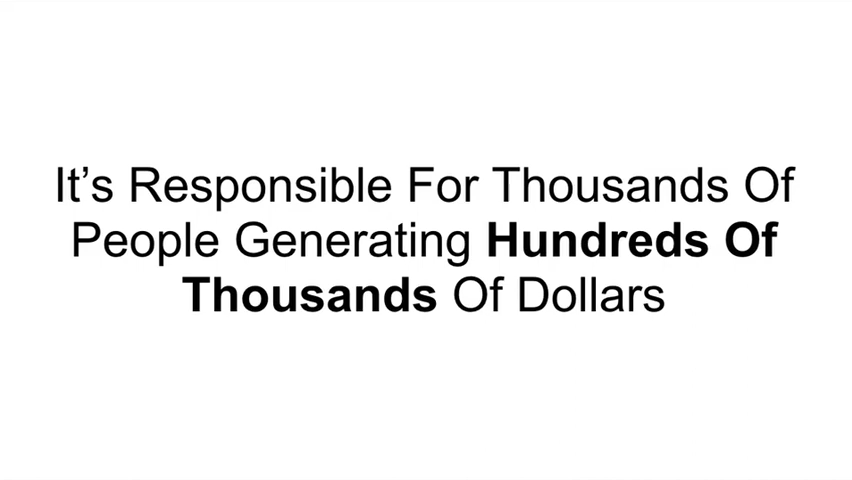 It’s Responsible For Thousands Of
People Generating Hundreds Of
Thousands Of Dollars